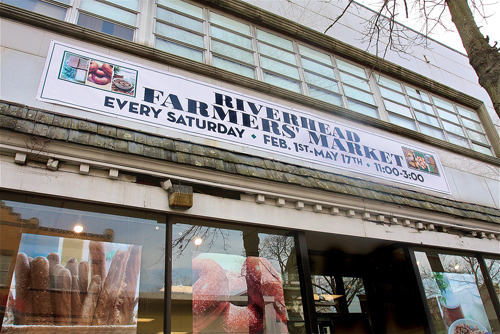 RIVERHEAD
FARMERS' MARKET
EVERY SATURDAY • FEB. 1ST-MAY 17TH • 11:00-3:00